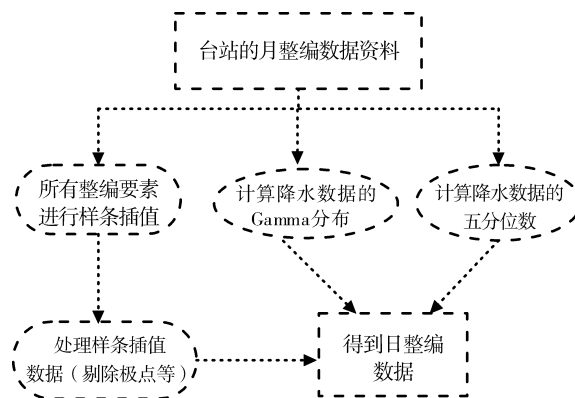 台站的月整编数据资料
所有整编要素
进行样条插值
计算降水数据的
Gamma分布
计算降水数据的
五分位数
处理样条插值
数据（剔除极点等）
得到日整编
数据